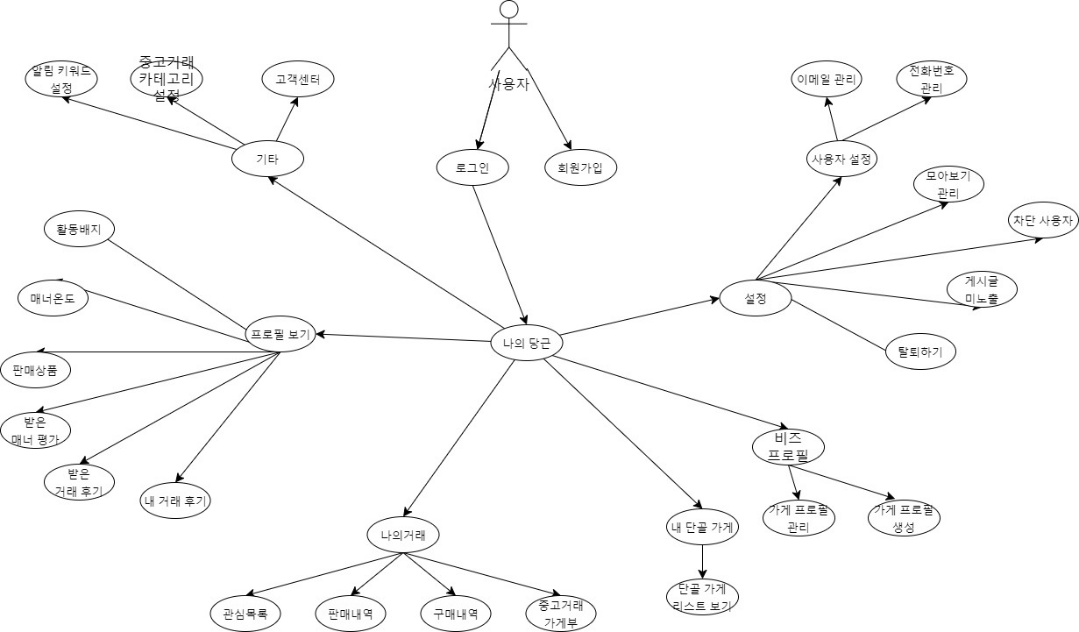 사용자
알림 키워드
설정
중고거래
카테고리
설정
고객센터
이메일 관리
전화번호
관리
기타
로그인
회원가입
사용자 설정
모아보기
관리
차단 사용자
활동배지
매너온도
프로필 보기
나의 당근
설정
게시글
미노출
탈퇴하기
판매상품
받은
매너 평가
받은
거래 후기
내 거래 후기
비즈
프로필
가게 프로필
관리
가게 프로필
생성
나의거래
내 단골 가게
단골 가게
리스트 보기
관심목록
판매내역
구매내역
중고거래
가계부